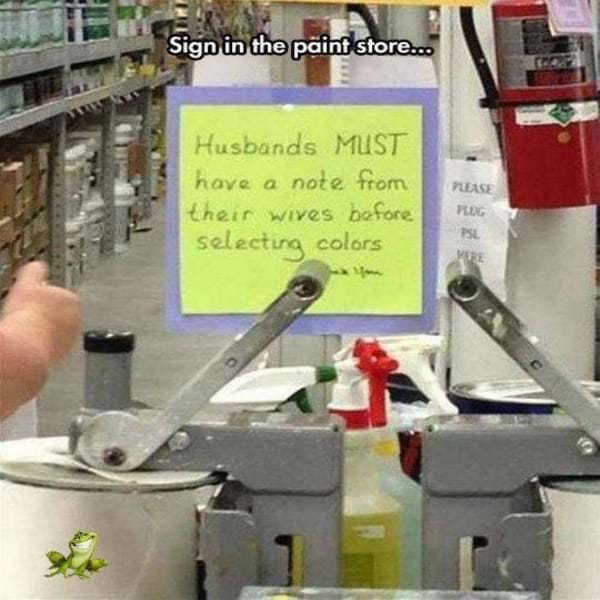 Sign in the paint store...
Husbands MUST
have a note from
their wives before
selecting colors
PLEASE
PLUG
PSL
HERE